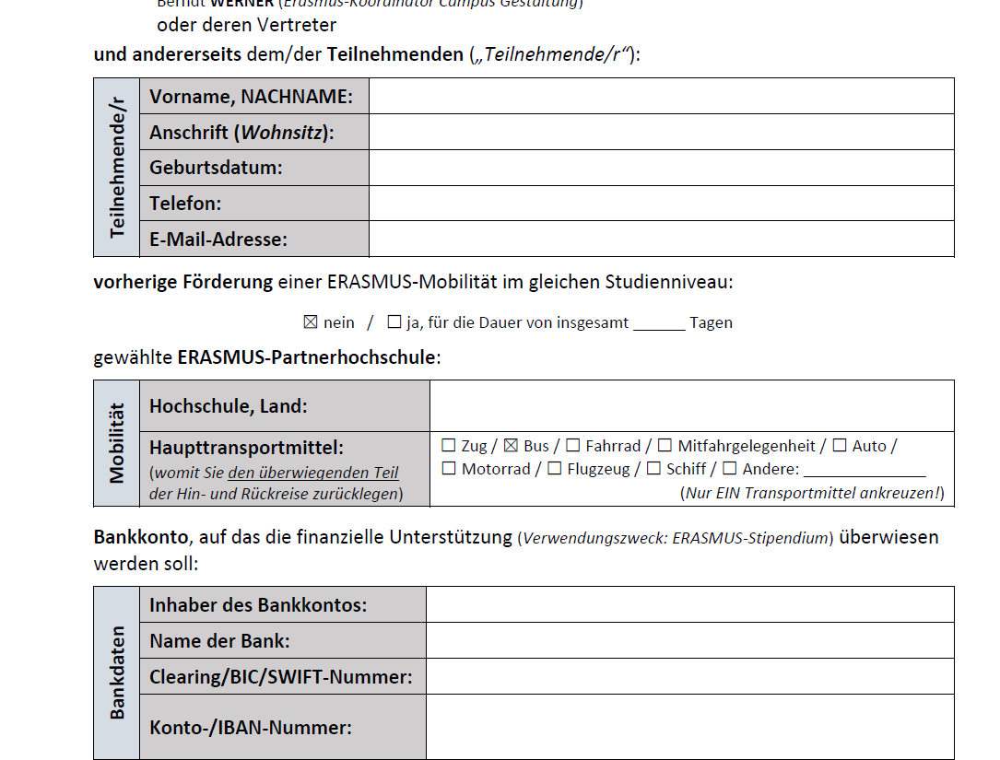 Berndt WERNER (Erasmus-Koordinator Campus Gestaltung)
oder deren Vertreter
und andererseits dem/der Teilnehmenden („Teilnehmende/r“):
Teilnehmende/r
Vorname, NACHNAME:
Anschrift (Wohnsitz):
Geburtsdatum:
Telefon:
E-Mail-Adresse:
vorherige Förderung einer ERASMUS-Mobilität im gleichen Studienniveau:
☒ nein / ☐ ja, für die Dauer von insgesamt ______ Tagen
gewählte ERASMUS-Partnerhochschule:
Mobilität
Hochschule, Land:
Haupttransportmittel:
(womit Sie den überwiegenden Teil
der Hin- und Rückreise zurücklegen)
☐ Zug / ☒ Bus / ☐ Fahrrad / ☐ Mitfahrgelegenheit / ☐ Auto /
☐ Motorrad / ☐ Flugzeug / ☐ Schiff / ☐ Andere: ______________
(Nur EIN Transportmittel ankreuzen!)
Bankkonto, auf das die finanzielle Unterstützung (Verwendungszweck: ERASMUS-Stipendium) überwiesen
werden soll:
Bankdaten
Inhaber des Bankkontos:
Name der Bank:
Clearing/BIC/SWIFT-Nummer:
Konto-/IBAN-Nummer: